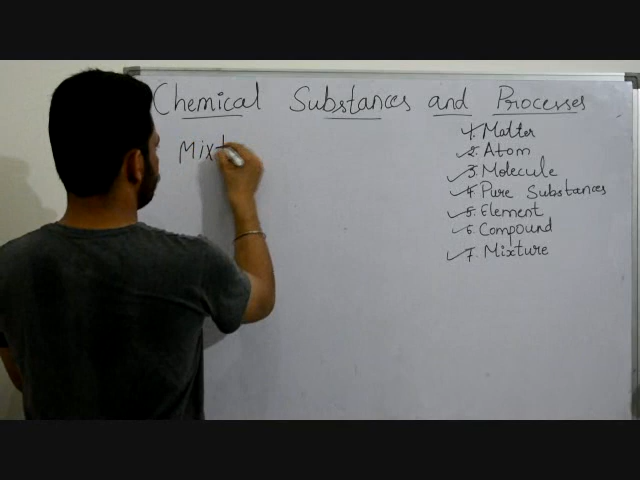 Chemical Substances and Processes
Mixt
1. Matter
2. Atom
3. Molecule
4. Pure Substances
5. Element
6. Compound
7. Mixture